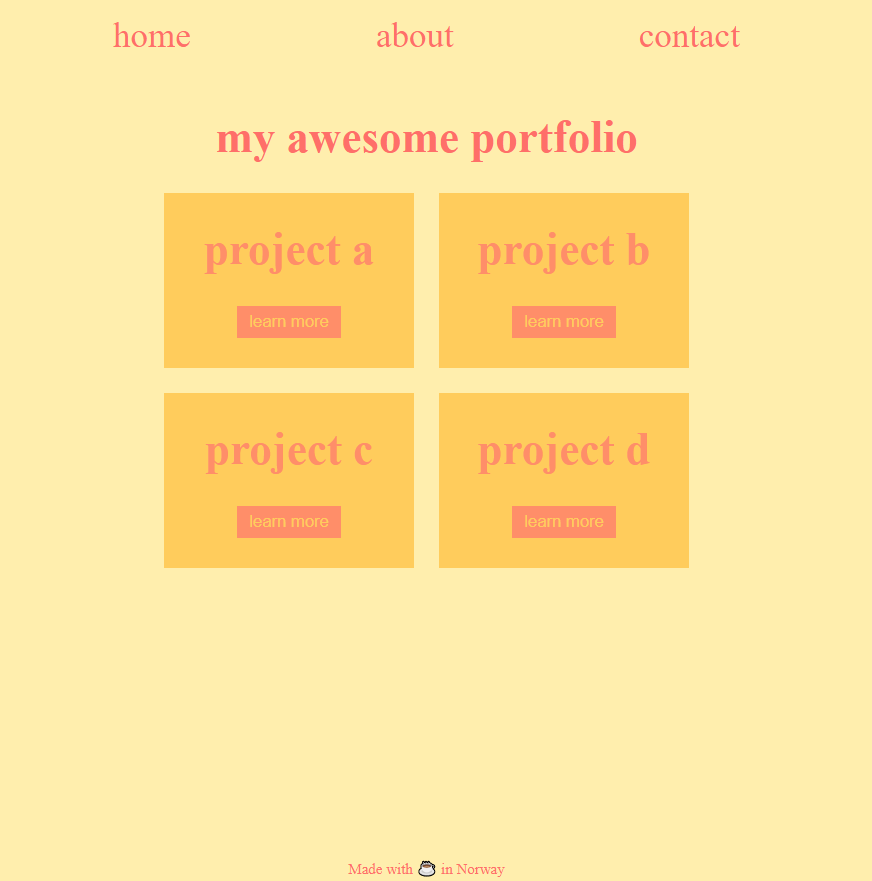 home about contact
my awesome portfolio
project a project b
learn more learn more
project c project d
learn more learn more
Made with ☕ in Norway